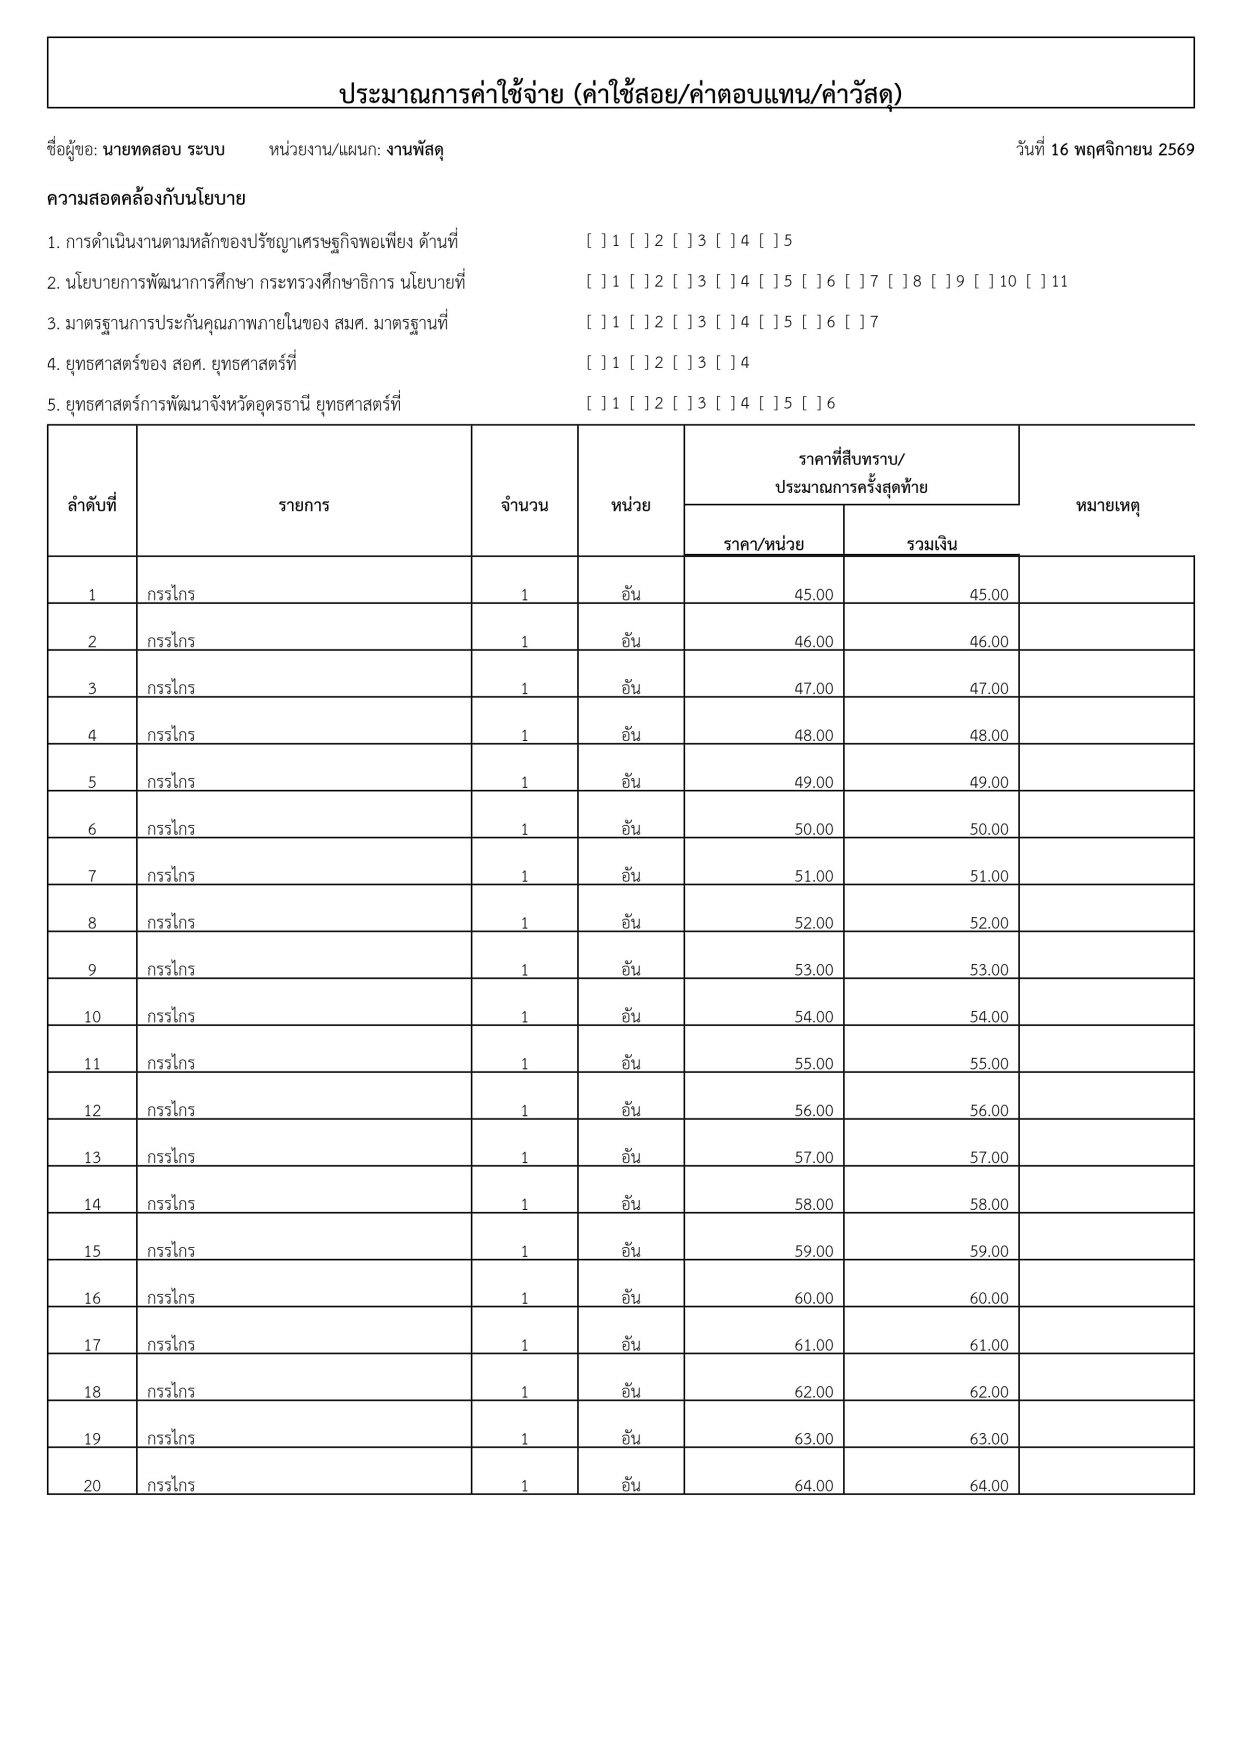 ประมาณการค่าใช้จ่าย (ค่าใช้สอย/ค่าตอบแทน/ค่าวัสดุ)
ชื่อผู้ขอ: นายทดสอบ ระบบ หน่วยงาน/แผนก: งานพัสดุ วันที่ 16 พฤศจิกายน 2569
ความสอดคล้องกับนโยบาย
1. การดำเนินงานตามหลักของปรัชญาเศรษฐกิจพอเพียง ด้านที่ [ ] 1 [ ] 2 [ ] 3 [ ] 4 [ ] 5
2. นโยบายการพัฒนาการศึกษา กระทรวงศึกษาธิการ นโยบายที่ [ ] 1 [ ] 2 [ ] 3 [ ] 4 [ ] 5 [ ] 6 [ ] 7 [ ] 8 [ ] 9 [ ] 10 [ ] 11
3. มาตรฐานการประกันคุณภาพภายในของ สมศ. มาตรฐานที่ [ ] 1 [ ] 2 [ ] 3 [ ] 4 [ ] 5 [ ] 6 [ ] 7
4. ยุทธศาสตร์ของ สอศ. ยุทธศาสตร์ที่ [ ] 1 [ ] 2 [ ] 3 [ ] 4
5. ยุทธศาสตร์การพัฒนาจังหวัดอุดรธานี ยุทธศาสตร์ที่ [ ] 1 [ ] 2 [ ] 3 [ ] 4 [ ] 5 [ ] 6
ราคาที่สืบทราบ/
ประมาณการครั้งสุดท้าย
ลำดับที่ รายการ จำนวน หน่วย หมายเหตุ
ราคา/หน่วย รวมเงิน
1 กรรไกร 1 อัน 45.00 45.00
2 กรรไกร 1 อัน 46.00 46.00
3 กรรไกร 1 อัน 47.00 47.00
4 กรรไกร 1 อัน 48.00 48.00
5 กรรไกร 1 อัน 49.00 49.00
6 กรรไกร 1 อัน 50.00 50.00
7 กรรไกร 1 อัน 51.00 51.00
8 กรรไกร 1 อัน 52.00 52.00
9 กรรไกร 1 อัน 53.00 53.00
10 กรรไกร 1 อัน 54.00 54.00
11 กรรไกร 1 อัน 55.00 55.00
12 กรรไกร 1 อัน 56.00 56.00
13 กรรไกร 1 อัน 57.00 57.00
14 กรรไกร 1 อัน 58.00 58.00
15 กรรไกร 1 อัน 59.00 59.00
16 กรรไกร 1 อัน 60.00 60.00
17 กรรไกร 1 อัน 61.00 61.00
18 กรรไกร 1 อัน 62.00 62.00
19 กรรไกร 1 อัน 63.00 63.00
20 กรรไกร 1 อัน 64.00 64.00